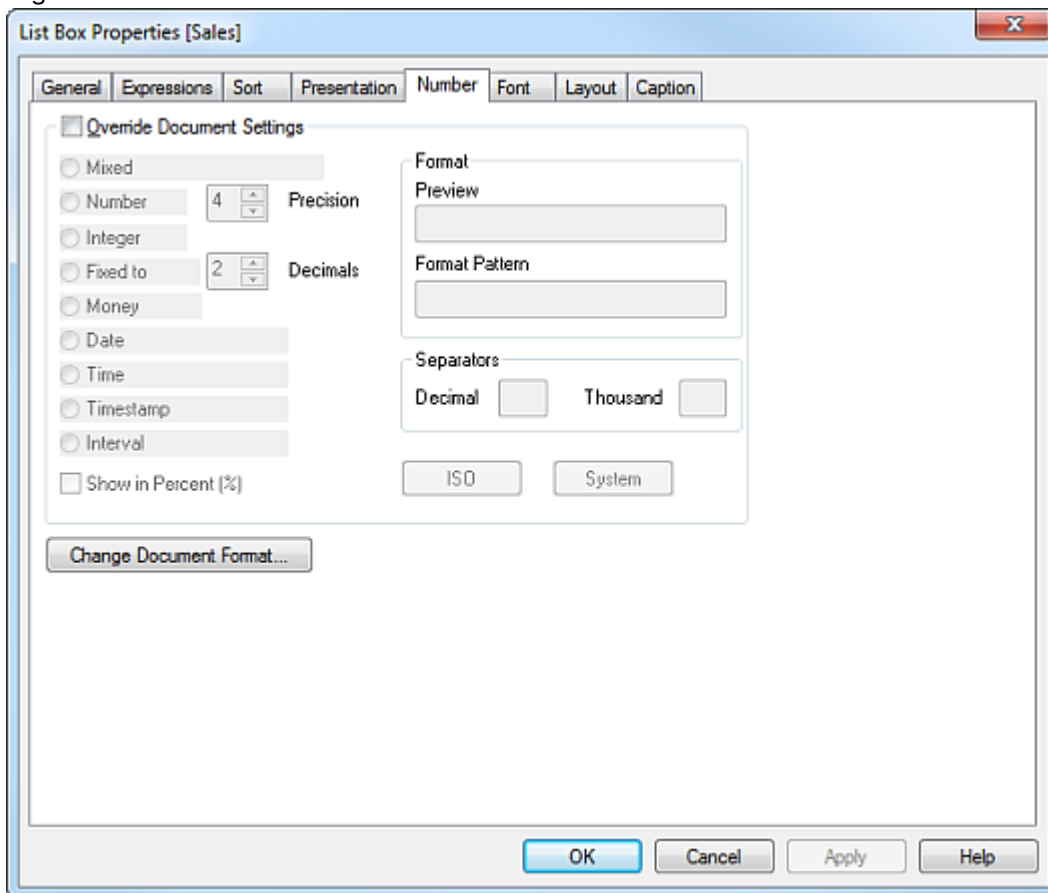 List Box Properties [Sales]
General Expressions Sort Presentation Number Font Layout Caption
Override Document Settings
Mixed
Number 4 Precision
Integer
Fixed to 2 Decimals
Money
Date
Time
Timestamp
Interval
Show in Percent (%)
Format
Preview
Format Pattern
Separators
Decimal Thousand
ISO System
Change Document Format...
OK Cancel Apply Help